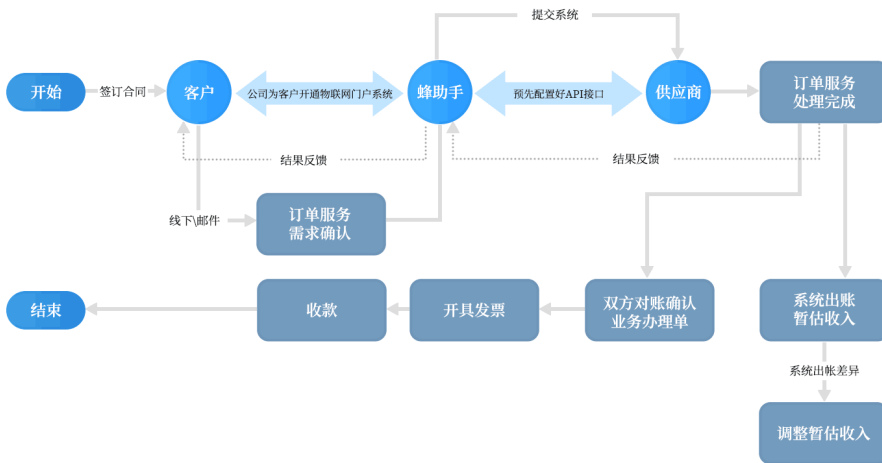 提交系统
开始
签订合同
客户
公司为客户开通物联网门户系统
蜂助手
预先配置好API接口
供应商
订单服务
处理完成
结果反馈
结果反馈
线下\邮件
订单服务
需求确认
结束
收款
开具发票
双方对账确认
业务办理单
系统出账
暂估收入
系统出帐差异
调整暂估收入